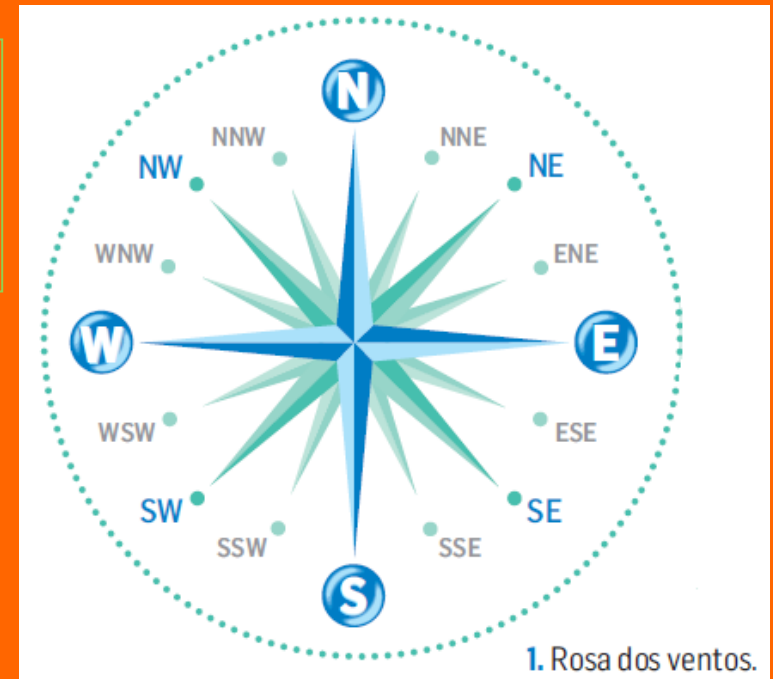 N
NNW NNE
NW NE
WNW ENE
W E
WSW ESE
SW SE
SSW SSE
S
1. Rosa dos ventos.